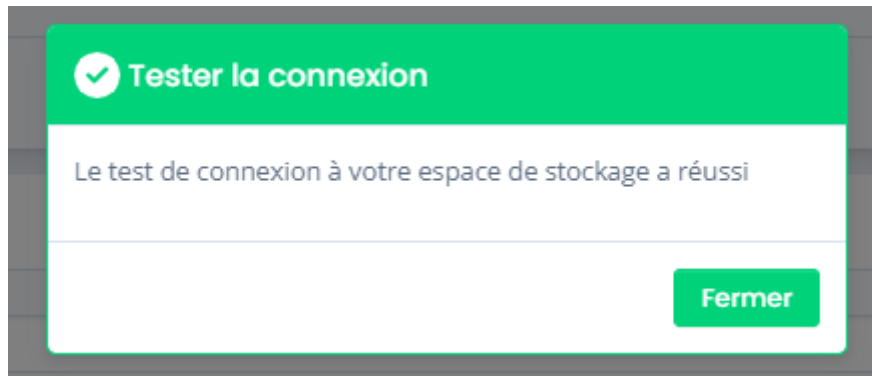 Tester la connexion
Le test de connexion à votre espace de stockage a réussi
Fermer